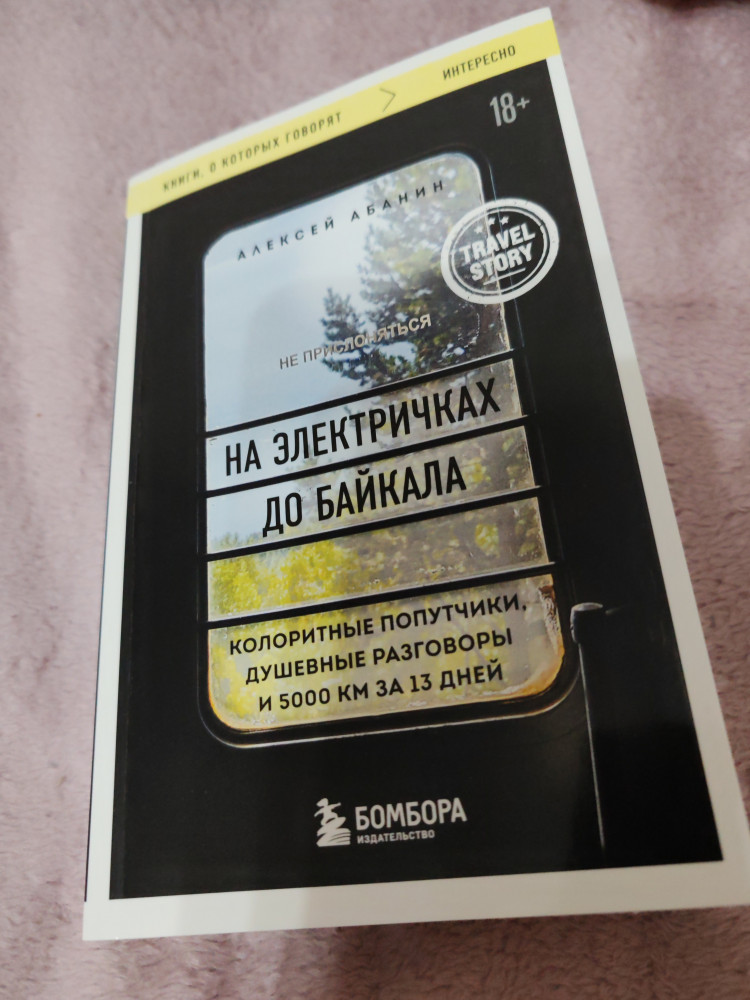 КНИГИ, О КОТОРЫХ ГОВОРЯТ > ИНТЕРЕСНО
18+
АЛЕКСЕЙ АБАНИН
TRAVEL
STORY
НЕ ПРИСЛОНЯТЬСЯ
НА ЭЛЕКТРИЧКАХ
ДО БАЙКАЛА
КОЛОРИТНЫЕ ПОПУТЧИКИ,
ДУШЕВНЫЕ РАЗГОВОРЫ
И 5000 КМ ЗА 13 ДНЕЙ
БОМБОРА
ИЗДАТЕЛЬСТВО